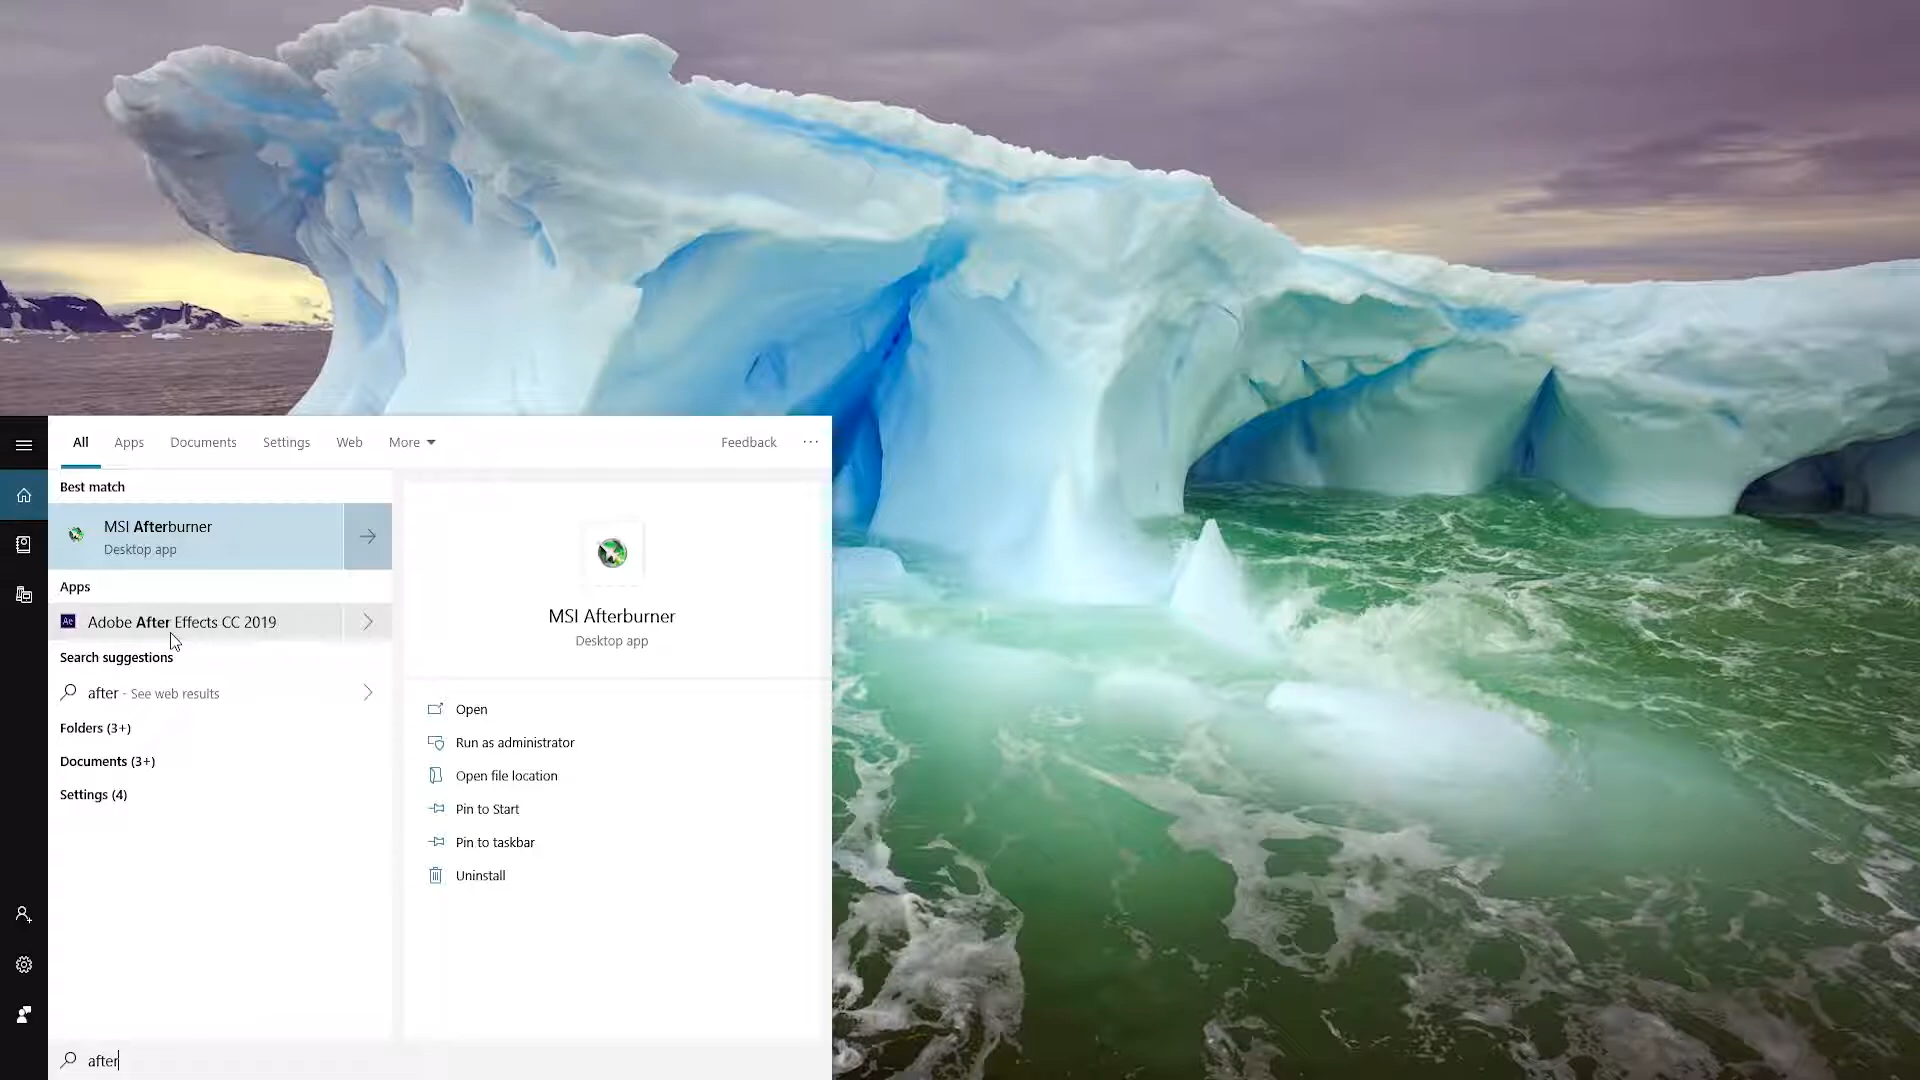 All Apps Documents Settings Web More Feedback
Best match
MSI Afterburner
Desktop app
Apps
Ae Adobe After Effects CC 2019
Search suggestions
after - See web results
Folders (3+)
Documents (3+)
Settings (4)
MSI Afterburner
Desktop app
Open
Run as administrator
Open file location
Pin to Start
Pin to taskbar
Uninstall
after